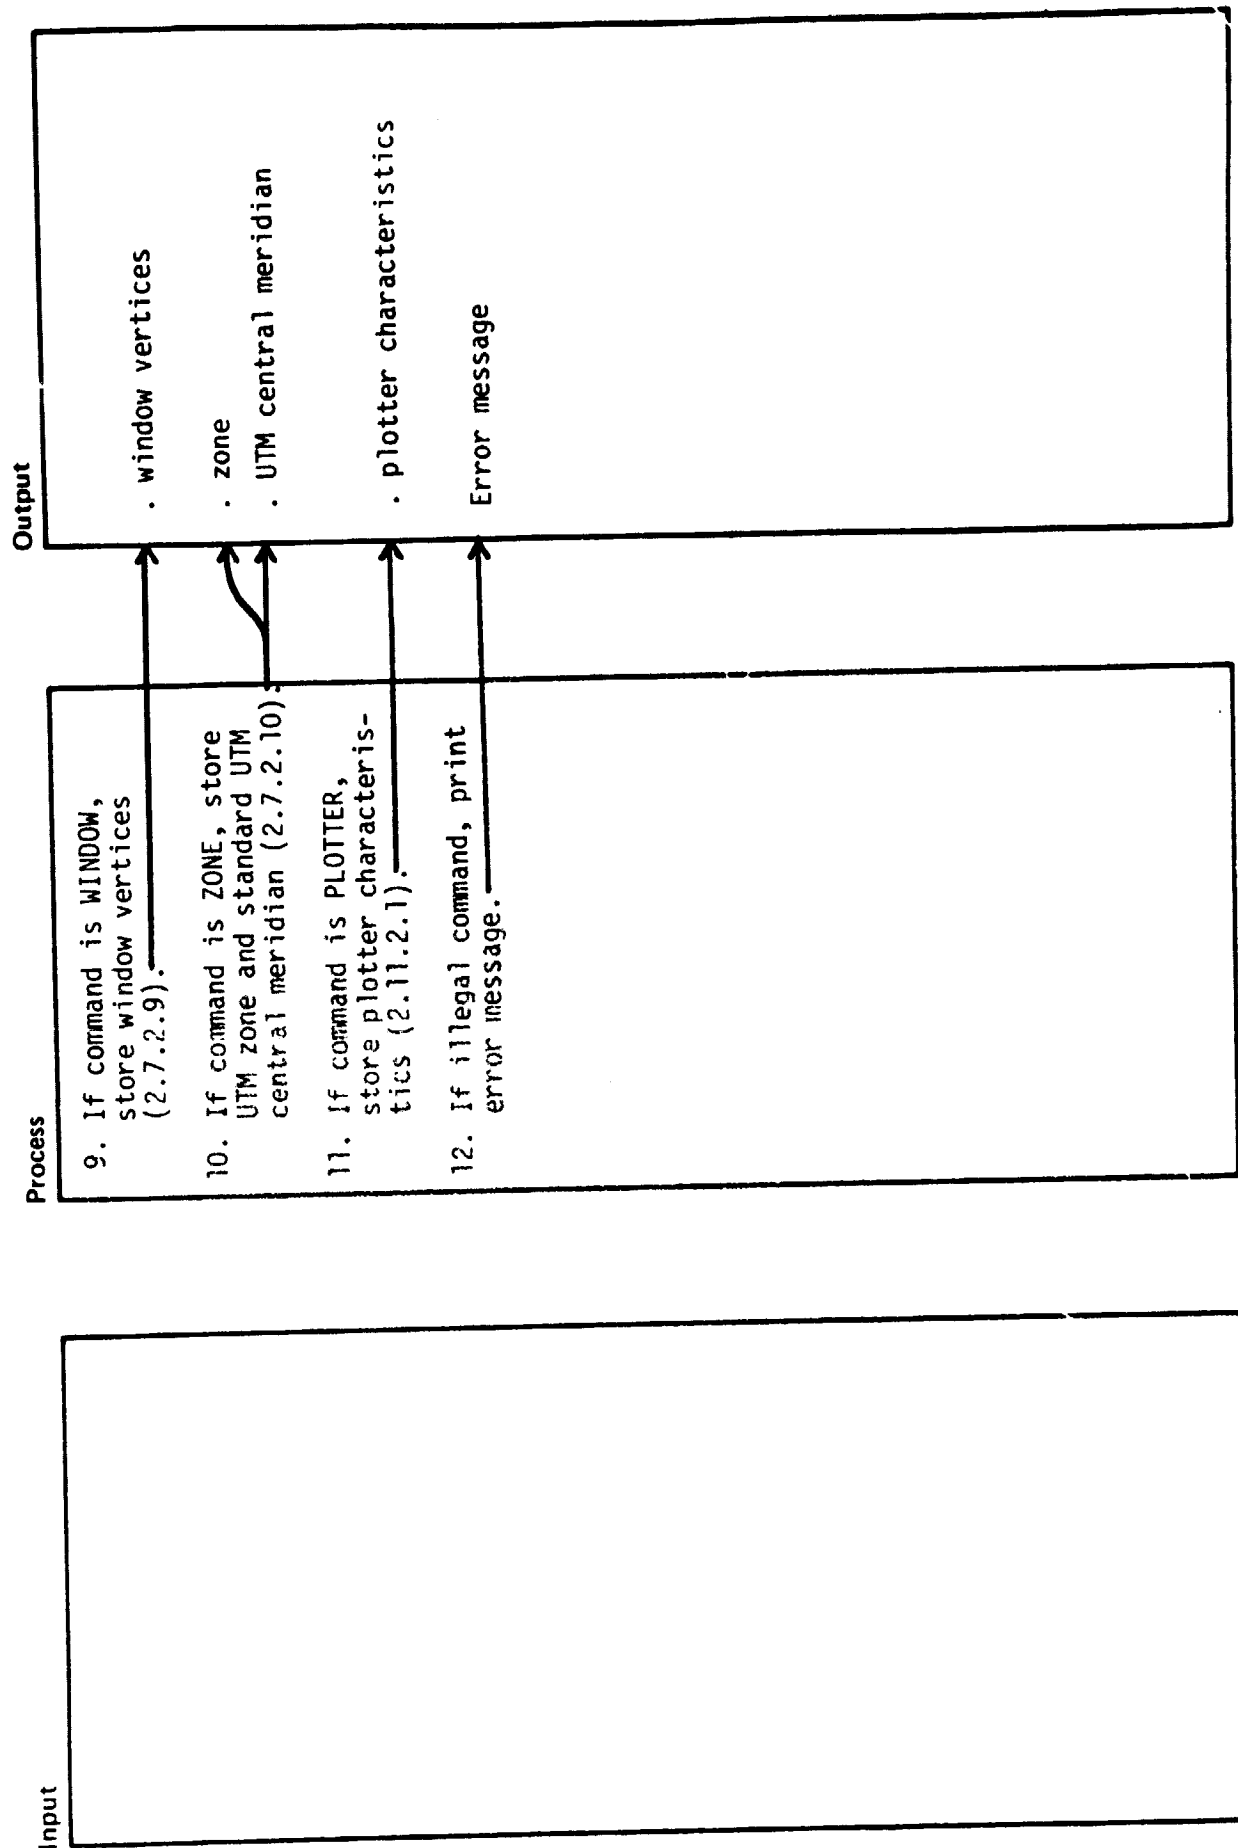 Input
Process
9. If command is WINDOW,
store window vertices
(2.7.2.9).
10. If command is ZONE, store
UTM zone and standard UTM
central meridian (2.7.2.10).
11. If command is PLOTTER,
store plotter characteris-
tics (2.11.2.1).
12. If illegal command, print
error message.
Output
. window vertices
. zone
. UTM central meridian
. plotter characteristics
Error message